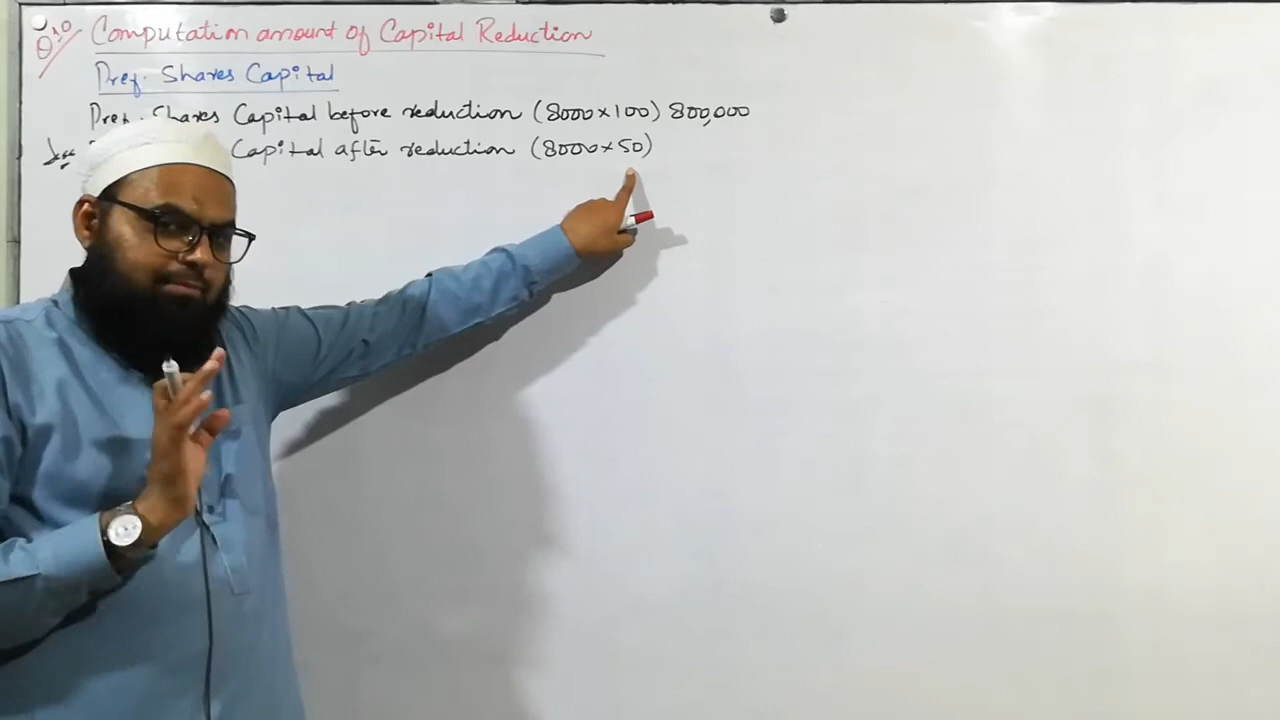 Q10 Computation amount of Capital Reduction
Pref. Shares Capital
Pref. Shares Capital before reduction (8000×100) 800,000
Capital after reduction (8000×50)